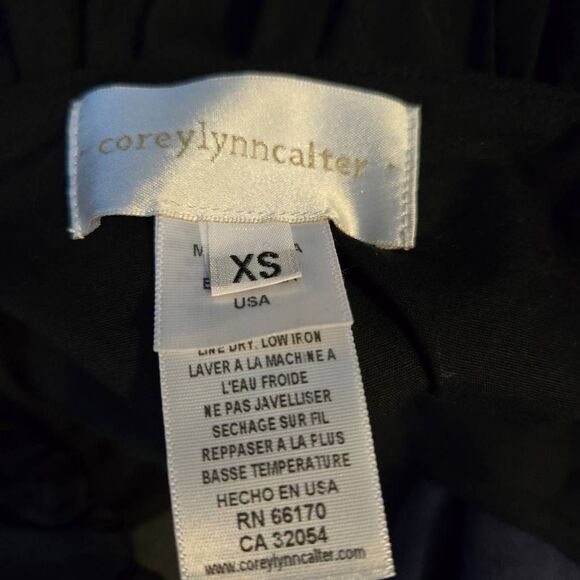 - coreylynncalter -
XS
USA
LINE DRY. LOW IRON
LAVER A LA MACHINE A
L'EAU FROIDE
NE PAS JAVELLISER
SECHAGE SUR FIL
REPPASER A LA PLUS
BASSE TEMPERATURE
HECHO EN USA
RN 66170
CA 32054
www.coreylynncalter.com